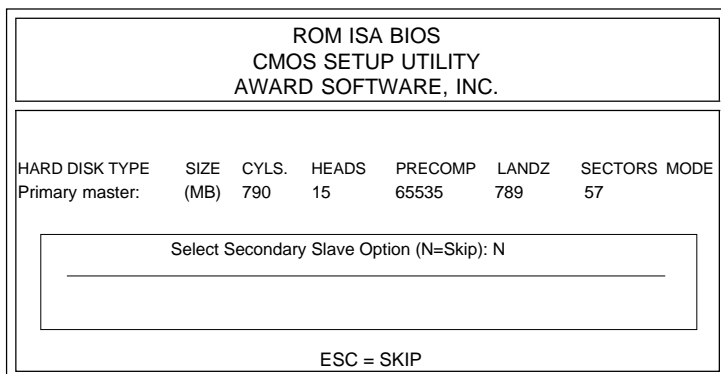 ROM ISA BIOS
CMOS SETUP UTILITY
AWARD SOFTWARE, INC.
HARD DISK TYPE SIZE CYLS. HEADS PRECOMP LANDZ SECTORS MODE
Primary master: (MB) 790 15 65535 789 57
Select Secondary Slave Option (N=Skip): N
ESC = SKIP